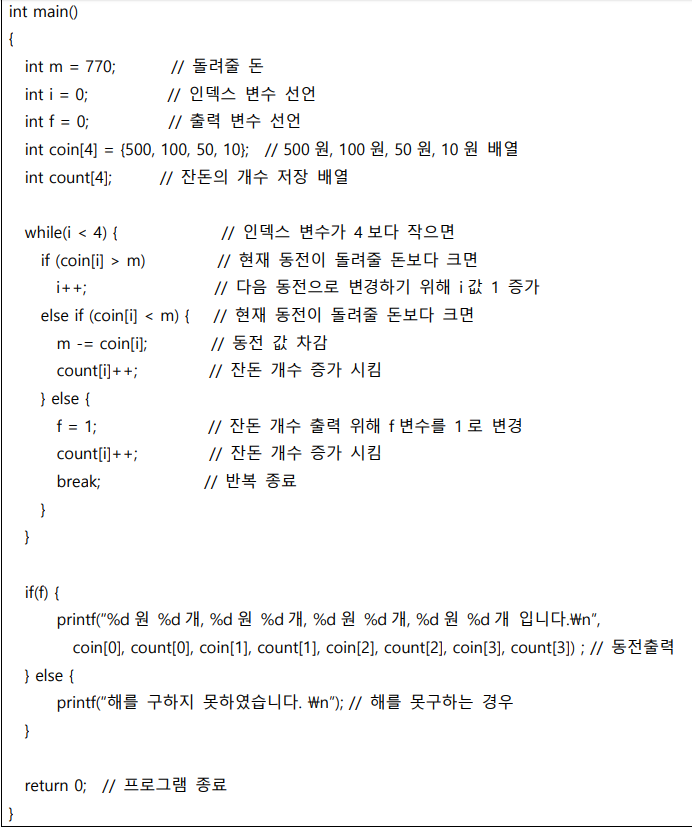 int main()
{
int m = 770; // 돌려줄 돈
int i = 0; // 인덱스 변수 선언
int f = 0; // 출력 변수 선언
int coin[4] = {500, 100, 50, 10}; // 500 원, 100 원, 50 원, 10 원 배열
int count[4]; // 잔돈의 개수 저장 배열
while(i < 4) { // 인덱스 변수가 4 보다 작으면
if (coin[i] > m) // 현재 동전이 돌려줄 돈보다 크면
i++; // 다음 동전으로 변경하기 위해 i 값 1 증가
else if (coin[i] < m) { // 현재 동전이 돌려줄 돈보다 크면
m -= coin[i]; // 동전 값 차감
count[i]++; // 잔돈 개수 증가 시킴
} else {
f = 1; // 잔돈 개수 출력 위해 f 변수를 1 로 변경
count[i]++; // 잔돈 개수 증가 시킴
break; // 반복 종료
}
}
if(f) {
printf("%d 원 %d 개, %d 원 %d 개, %d 원 %d 개, %d 원 %d 개 입니다.₩n",
coin[0], count[0], coin[1], count[1], coin[2], count[2], coin[3], count[3]) ; // 동전출력
} else {
printf("해를 구하지 못하였습니다. ₩n"); // 해를 못구하는 경우
}
return 0; // 프로그램 종료
}